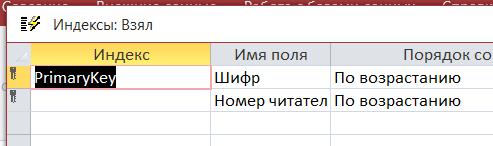 Индексы: Взял
Индекс Имя поля Порядок со
PrimaryKey Шифр По возрастанию
Номер читател По возрастанию